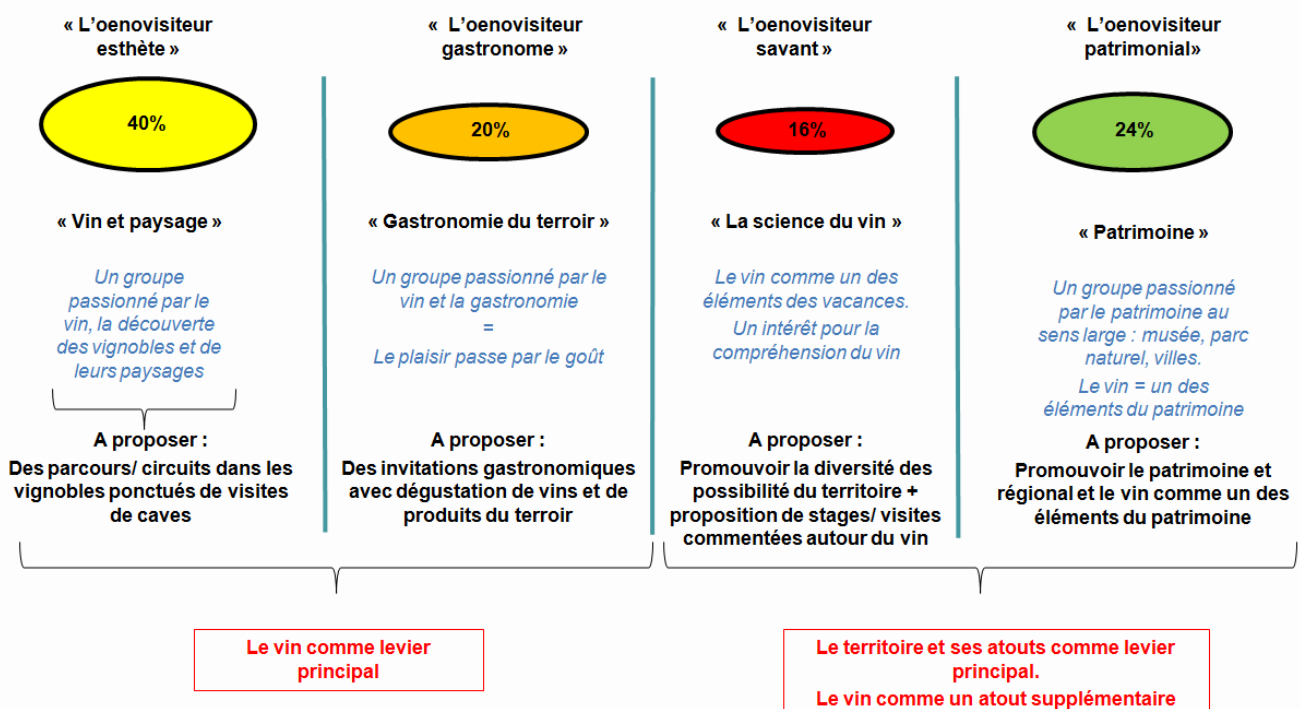 « L'oenovisiteur
esthète »
40%
« Vin et paysage »
Un groupe
passionné par le
vin, la découverte
des vignobles et de
leurs paysages
A proposer :
Des parcours/ circuits dans les
vignobles ponctués de visites
de caves
« L'oenovisiteur
gastronome »
20%
« Gastronomie du terroir »
Un groupe passionné par le
vin et la gastronomie
=
Le plaisir passe par le goût
A proposer :
Des invitations gastronomiques
avec dégustation de vins et de
produits du terroir
« L'oenovisiteur
savant »
16%
« La science du vin »
Le vin comme un des
éléments des vacances.
Un intérêt pour la
compréhension du vin
A proposer :
Promouvoir la diversité des
possibilité du territoire +
proposition de stages/ visites
commentées autour du vin
« L'oenovisiteur
patrimonial»
24%
« Patrimoine »
Un groupe passionné
par le patrimoine au
sens large : musée, parc
naturel, villes.
Le vin = un des
éléments du patrimoine
A proposer :
Promouvoir le patrimoine et
régional et le vin comme un des
éléments du patrimoine
Le vin comme levier
principal
Le territoire et ses atouts comme levier
principal.
Le vin comme un atout supplémentaire